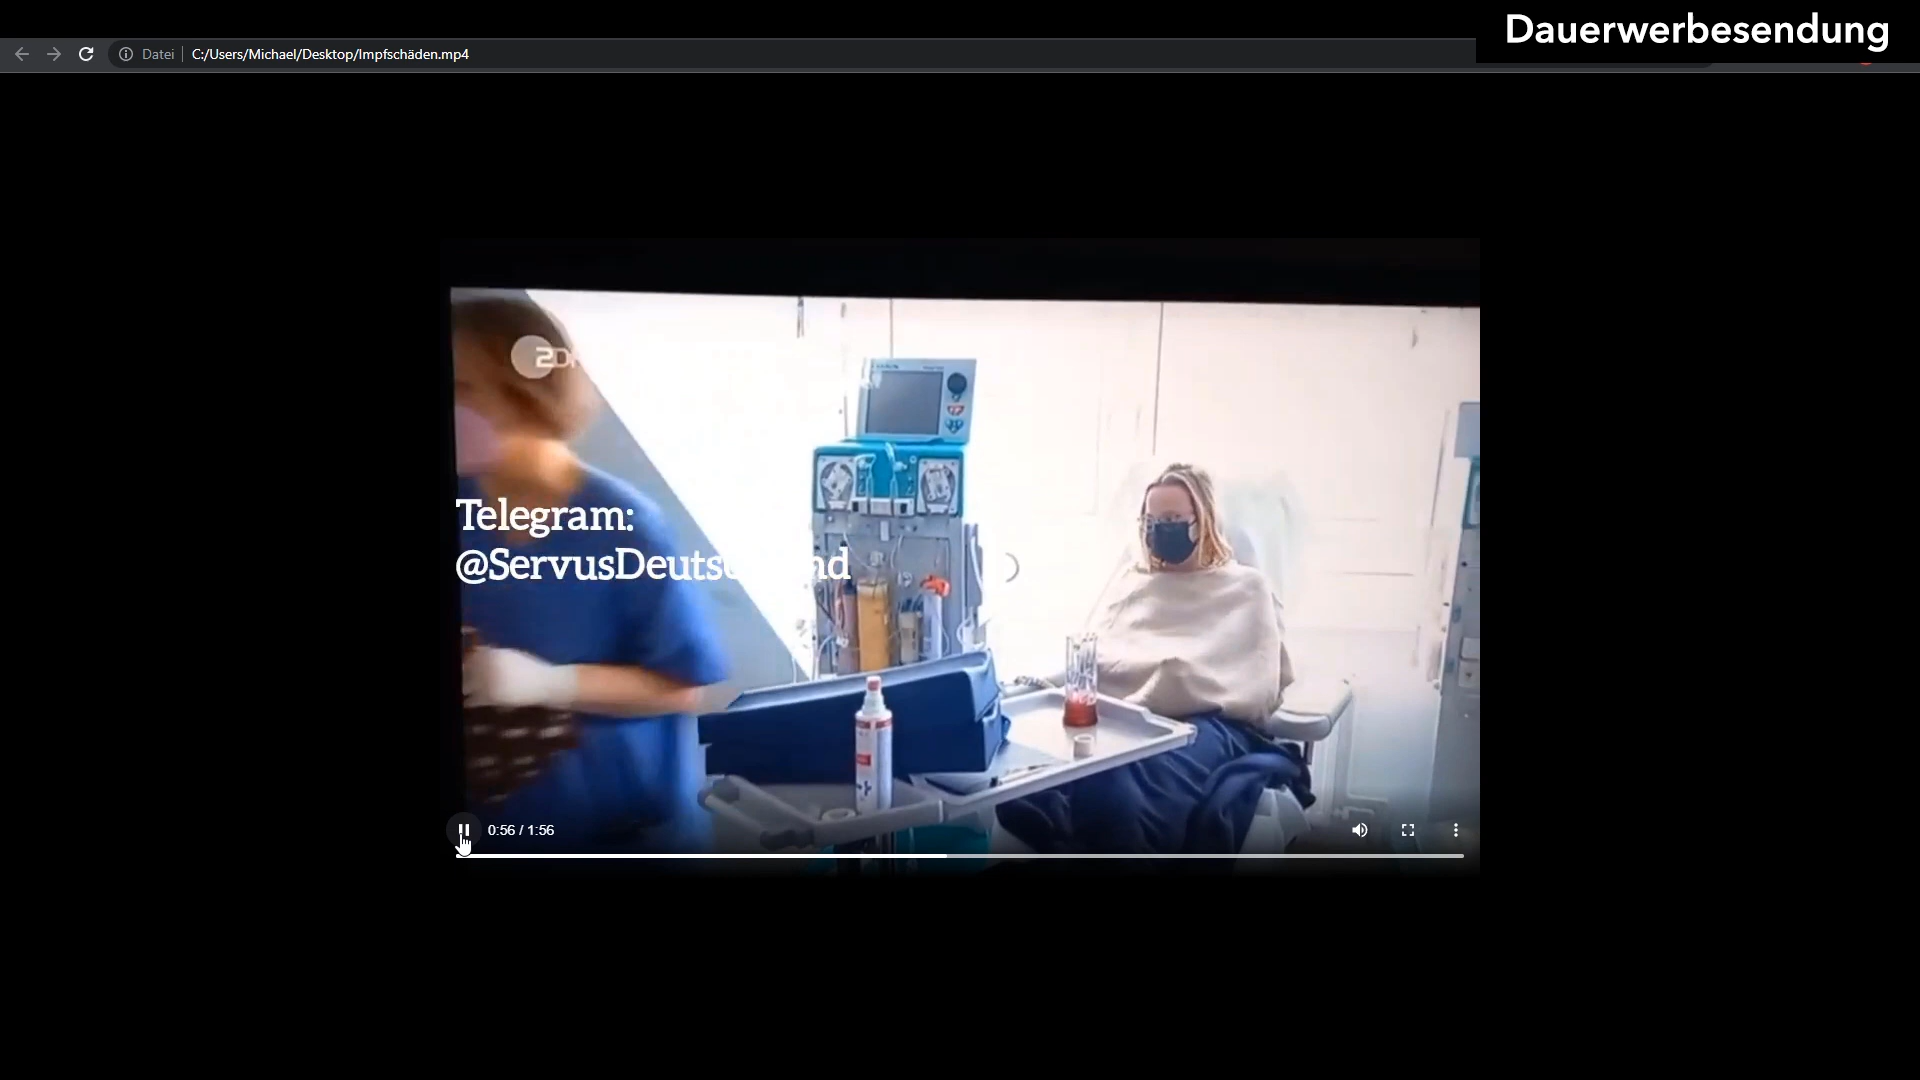 Dauerwerbesendung
Datei
C:/Users/Michael/Desktop/Impfschäden.mp4
Telegram:
0:56 / 1:56